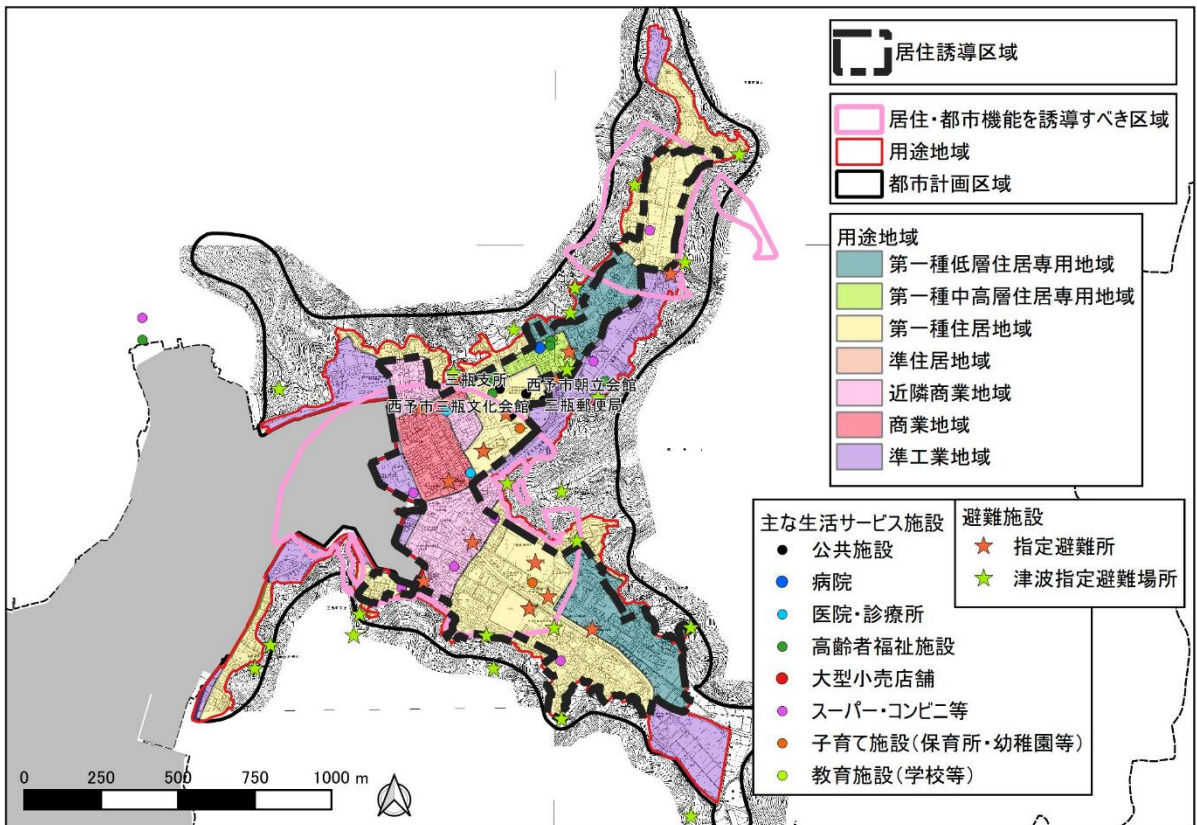 居住誘導区域
居住・都市機能を誘導すべき区域
用途地域
都市計画区域
用途地域
第一種低層住居専用地域
第一種中高層住居専用地域
第一種住居地域
準住居地域
近隣商業地域
商業地域
準工業地域
主な生活サービス施設
公共施設
病院
医院・診療所
高齢者福祉施設
大型小売店舗
スーパー・コンビニ等
子育て施設(保育所・幼稚園等)
教育施設(学校等)
避難施設
指定避難所
津波指定避難場所
三瓶支所
西予市朝立会館
西予市三瓶文化会館
三瓶郵便局
0 250 500 750 1000 m